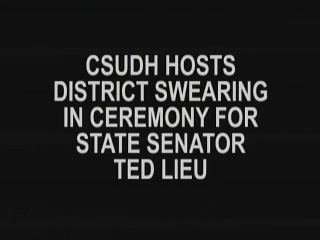 CSUDH HOSTS
DISTRICT SWEARING
IN CEREMONY FOR
STATE SENATOR
TED LIEU